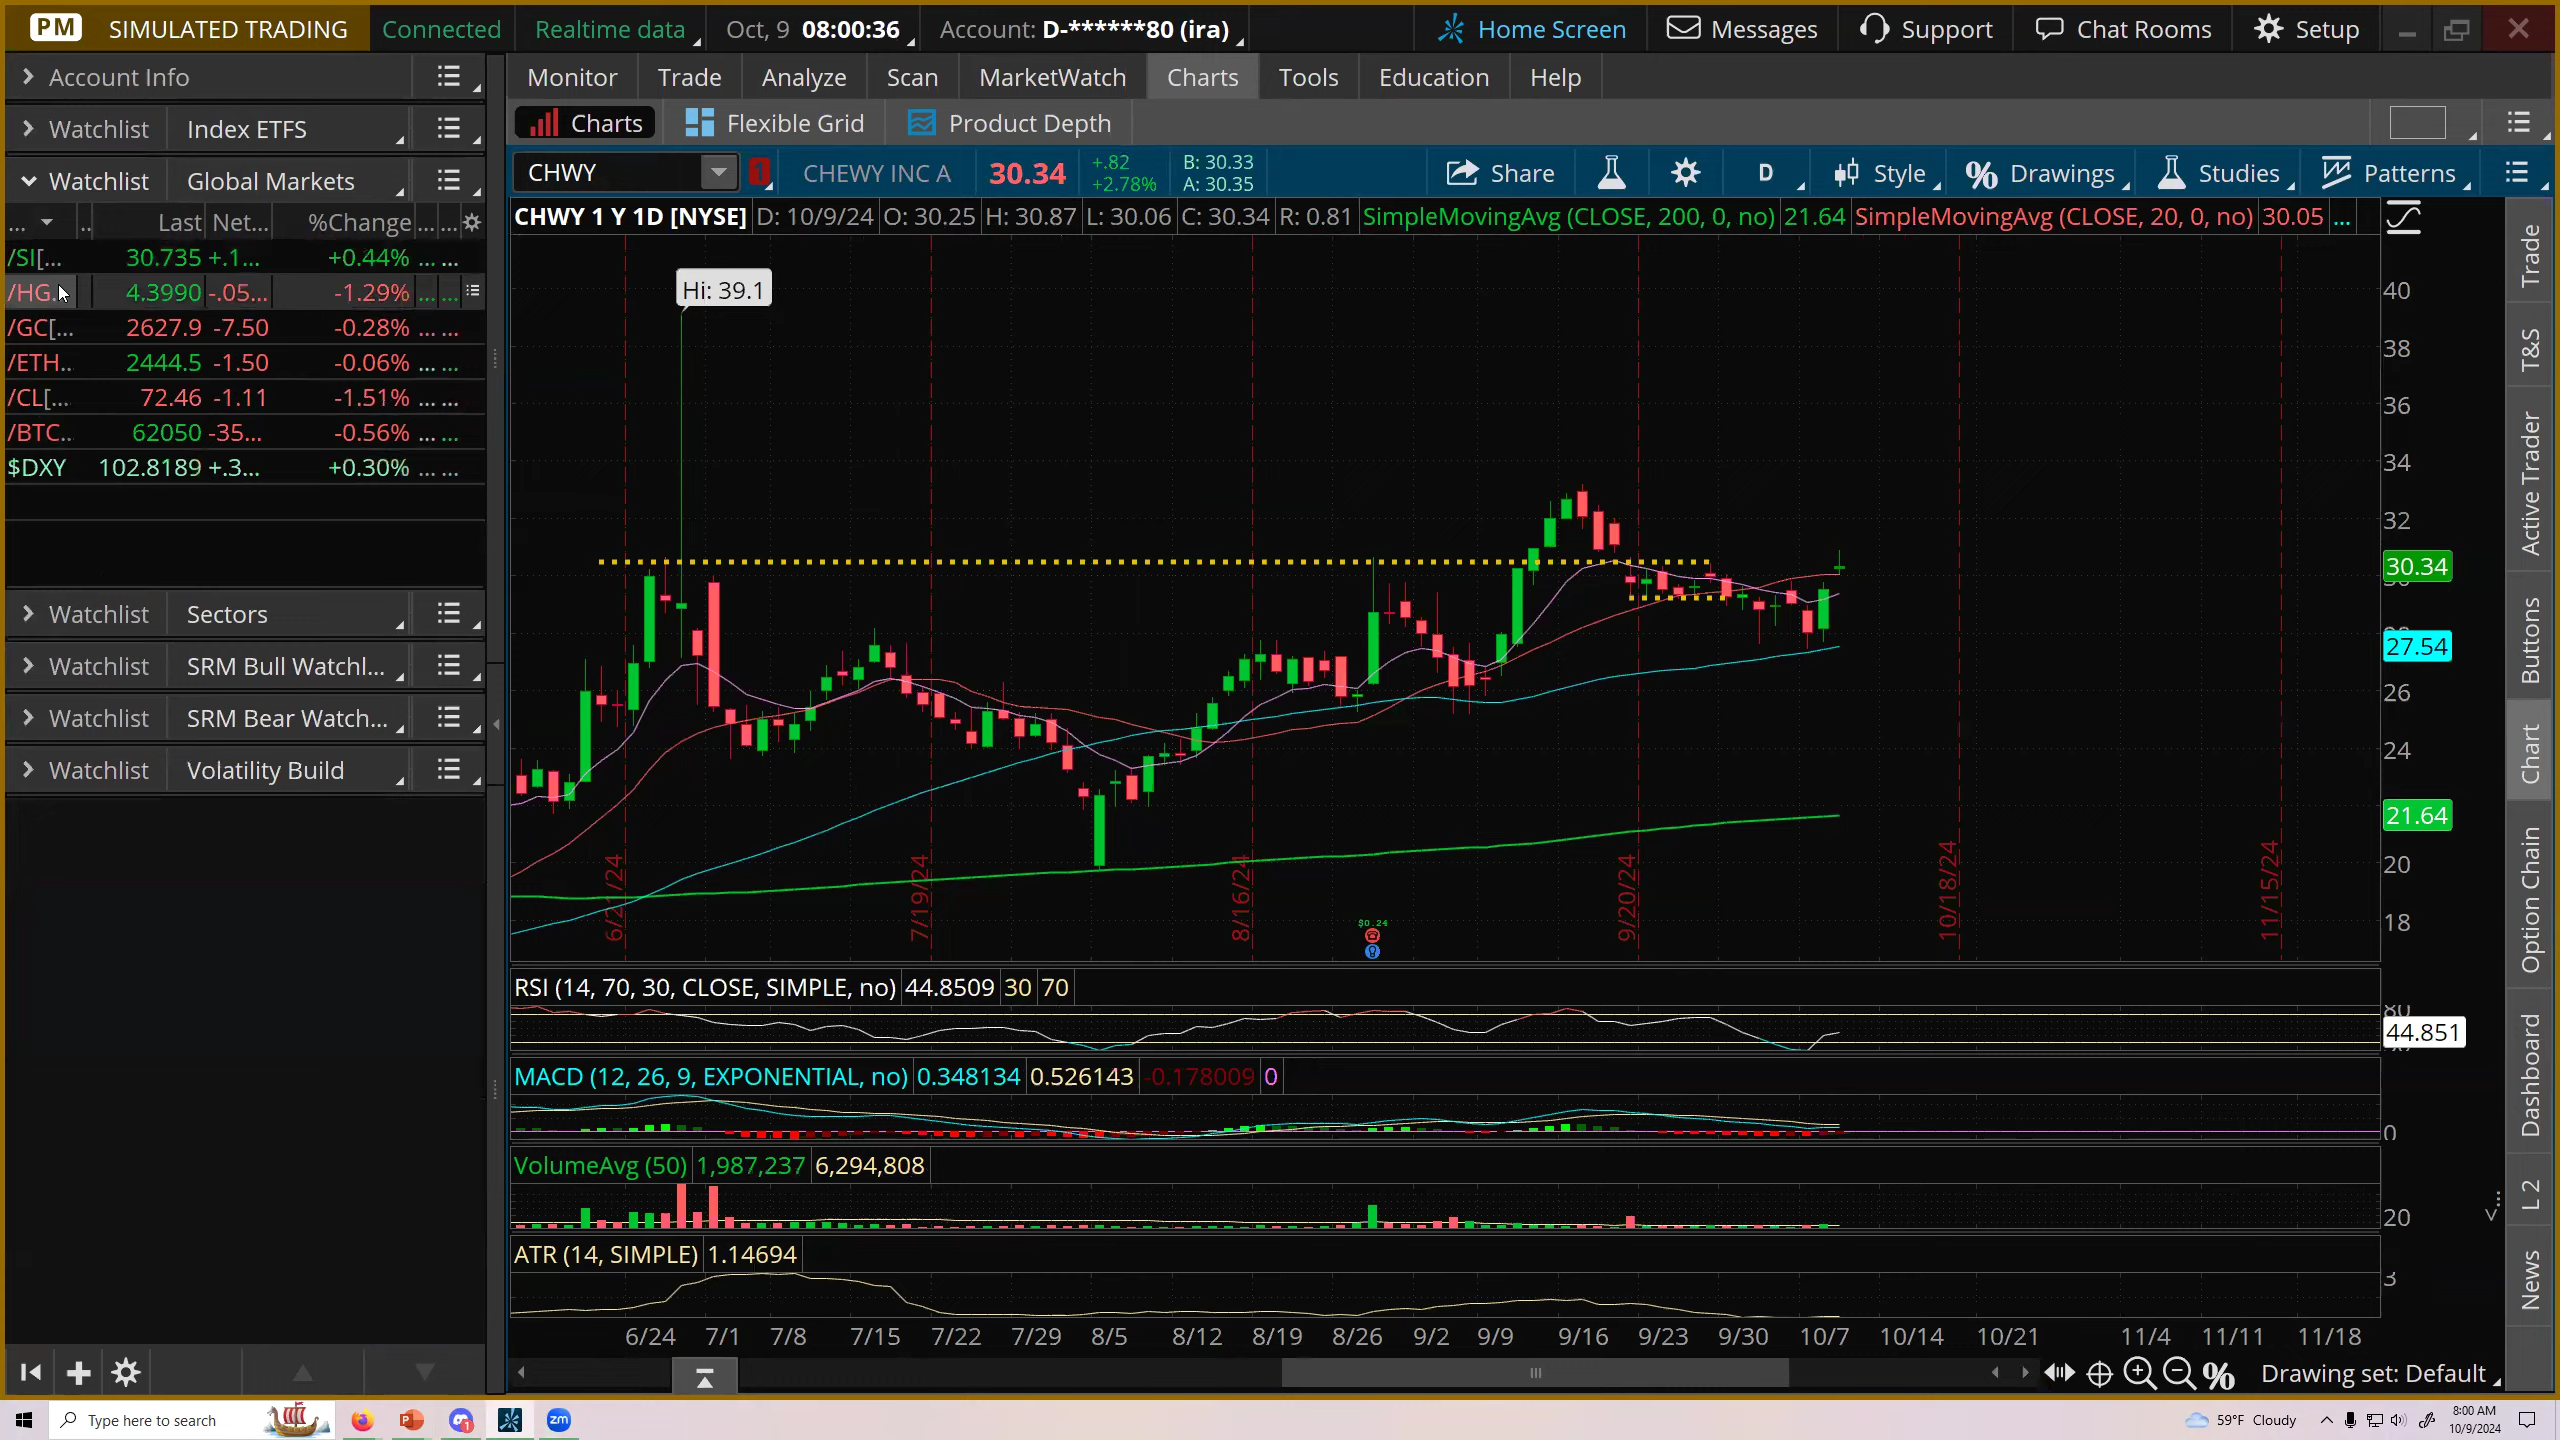 PM SIMULATED TRADING Connected Realtime data Oct, 9 08:00:36 Account: D-******80 (ira) Home Screen Messages Support Chat Rooms Setup
Account Info
Watchlist Index ETFS
Watchlist Global Markets
... .. Last Net... %Change ... ...
/SI[... 30.735 +.1... +0.44% ... ...
/HG. 4.3990 -.05... -1.29% ... ...
/GC[... 2627.9 -7.50 -0.28% ... ...
/ETH... 2444.5 -1.50 -0.06% ... ...
/CL[... 72.46 -1.11 -1.51% ... ...
/BTC... 62050 -35... -0.56% ... ...
$DXY 102.8189 +.3... +0.30% ... ...
Watchlist Sectors
Watchlist SRM Bull Watchl...
Watchlist SRM Bear Watch...
Watchlist Volatility Build
Monitor Trade Analyze Scan MarketWatch Charts Tools Education Help
Charts Flexible Grid Product Depth
CHWY 1 CHEWY INC A 30.34 +.82 B: 30.33 Share D Style Drawings Studies Patterns
+2.78% A: 30.35
CHWY 1 Y 1D [NYSE] D: 10/9/24 O: 30.25 H: 30.87 L: 30.06 C: 30.34 R: 0.81 SimpleMovingAvg (CLOSE, 200, 0, no) 21.64 SimpleMovingAvg (CLOSE, 20, 0, no) 30.05 ...
Hi: 39.1
40
38
36
34
32
30.34
27.54
26
24
21.64
20
18
6/21/24 7/19/24 8/16/24 9/20/24 10/18/24 11/15/24
$0.24
RSI (14, 70, 30, CLOSE, SIMPLE, no) 44.8509 30 70
80
44.851
MACD (12, 26, 9, EXPONENTIAL, no) 0.348134 0.526143 -0.178009 0
0
VolumeAvg (50) 1,987,237 6,294,808
20
ATR (14, SIMPLE) 1.14694
3
6/24 7/1 7/8 7/15 7/22 7/29 8/5 8/12 8/19 8/26 9/2 9/9 9/16 9/23 9/30 10/7 10/14 10/21 11/4 11/11 11/18
Drawing set: Default
Trade
T&S
Active Trader
Buttons
Chart
Option Chain
Dashboard
L 2
News
Type here to search
zm
59°F Cloudy
8:00 AM
10/9/2024